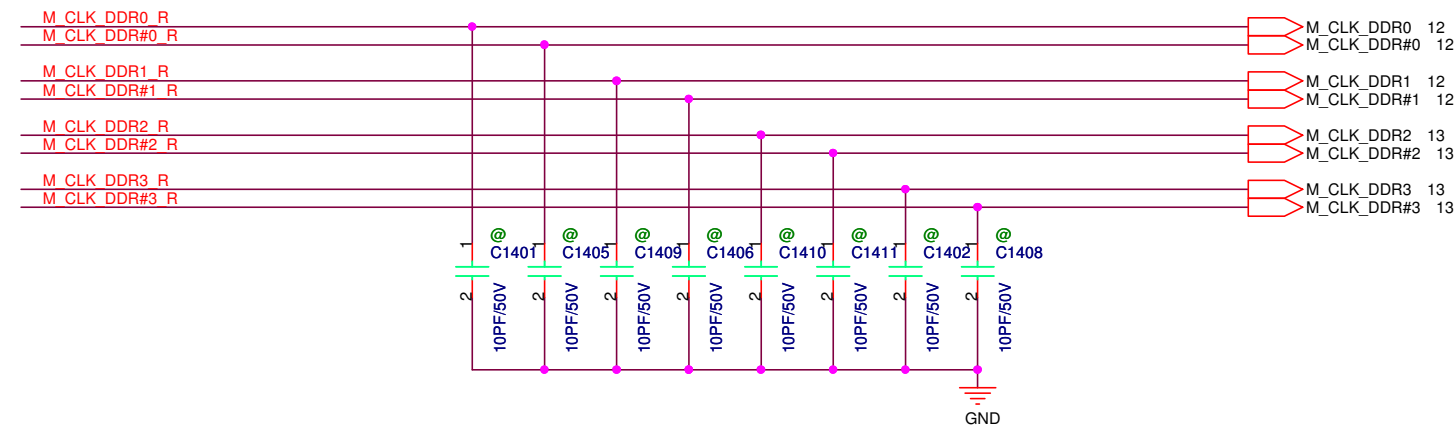 M_CLK_DDR0_R
M_CLK_DDR0 12
M_CLK_DDR#0_R
M_CLK_DDR#0 12
M_CLK_DDR1_R
M_CLK_DDR1 12
M_CLK_DDR#1_R
M_CLK_DDR#1 12
M_CLK_DDR2_R
M_CLK_DDR2 13
M_CLK_DDR#2_R
M_CLK_DDR#2 13
M_CLK_DDR3_R
M_CLK_DDR3 13
M_CLK_DDR#3_R
M_CLK_DDR#3 13
@ @ @ @ @ @ @ @
1 1 1 1 1 1 1 1
C1401 C1405 C1409 C1406 C1410 C1411 C1402 C1408
2 2 2 2 2 2 2 2
10PF/50V 10PF/50V 10PF/50V 10PF/50V 10PF/50V 10PF/50V 10PF/50V 10PF/50V
GND